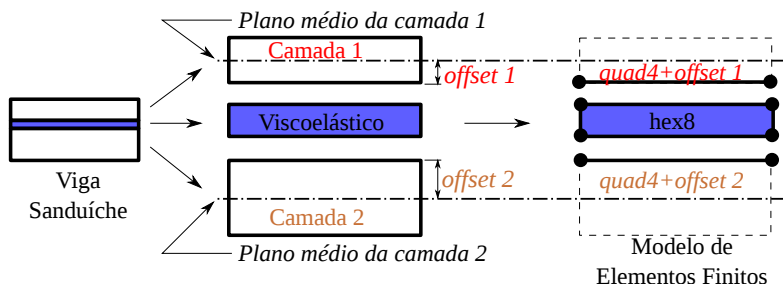 Plano médio da camada 1
Camada 1
offset 1
quad4+offset 1
Viscoelástico
hex8
Viga
Sanduíche
offset 2
quad4+offset 2
Camada 2
Plano médio da camada 2
Modelo de
Elementos Finitos